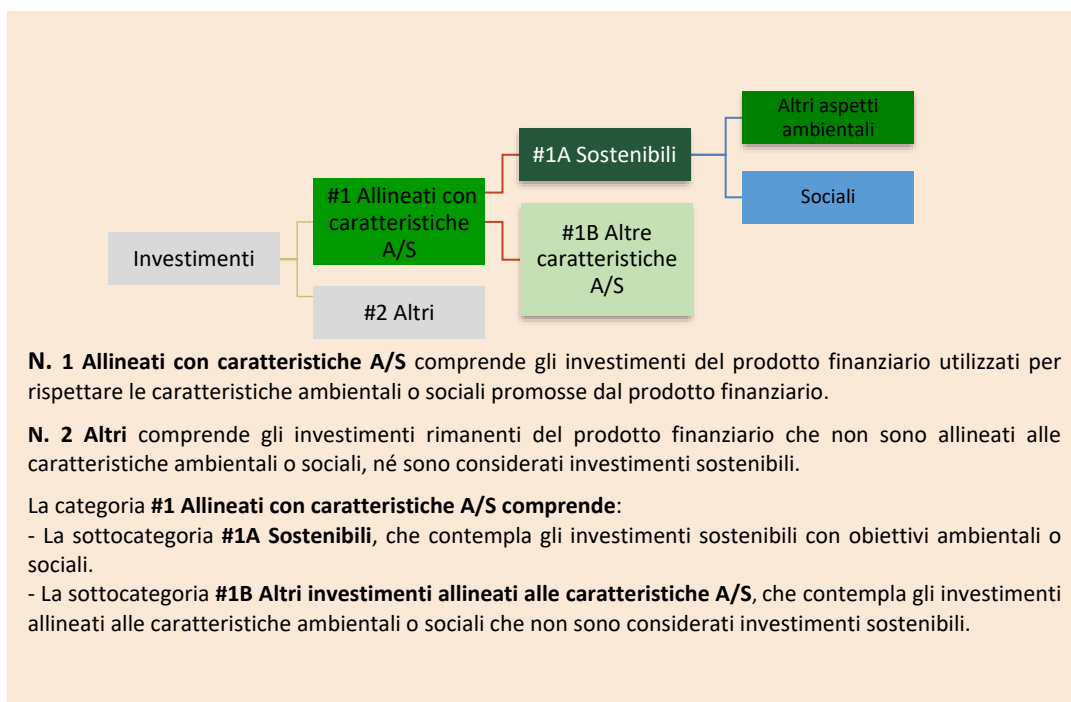 Altri aspetti
ambientali
#1A Sostenibili
Sociali
#1 Allineati con
caratteristiche
A/S
#1B Altre
caratteristiche
A/S
Investimenti
#2 Altri
N. 1 Allineati con caratteristiche A/S comprende gli investimenti del prodotto finanziario utilizzati per
rispettare le caratteristiche ambientali o sociali promosse dal prodotto finanziario.
N. 2 Altri comprende gli investimenti rimanenti del prodotto finanziario che non sono allineati alle
caratteristiche ambientali o sociali, né sono considerati investimenti sostenibili.
La categoria #1 Allineati con caratteristiche A/S comprende:
- La sottocategoria #1A Sostenibili, che contempla gli investimenti sostenibili con obiettivi ambientali o
sociali.
- La sottocategoria #1B Altri investimenti allineati alle caratteristiche A/S, che contempla gli investimenti
allineati alle caratteristiche ambientali o sociali che non sono considerati investimenti sostenibili.